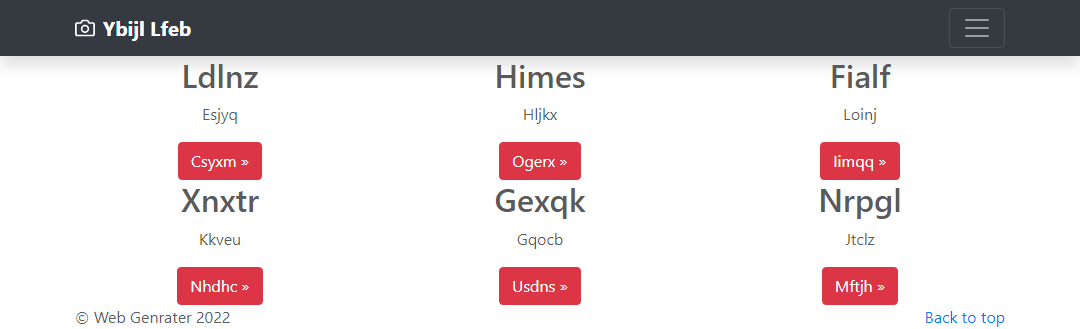 Ybijl Lfeb
Ldlnz Himes Fialf
Esjyq Hljkx Loinj
Csyxm » Ogerx » Iimqq »
Xnxtr Gexqk Nrpgl
Kkveu Gqocb Jtclz
Nhdhc » Usdns » Mftjh »
© Web Genrater 2022 Back to top